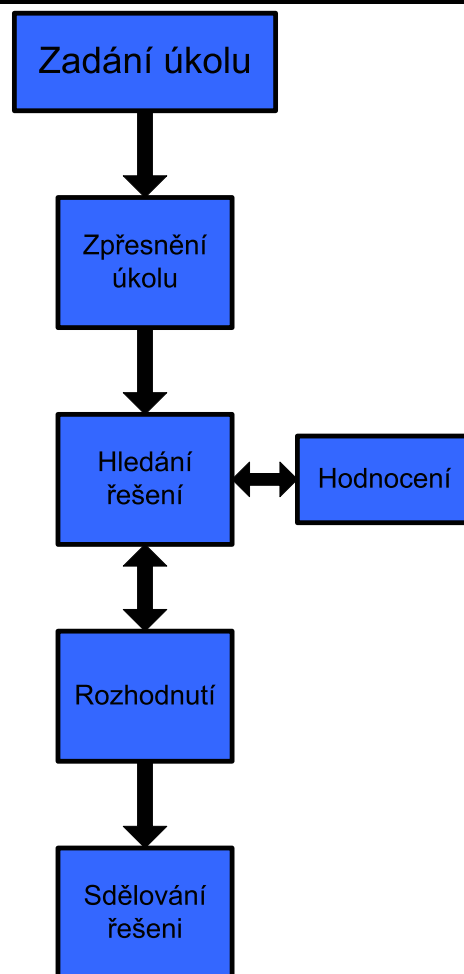 Zadání úkolu
Zpřesnění
úkolu
Hledání
řešení
Hodnocení
Rozhodnutí
Sdělování
řešeni